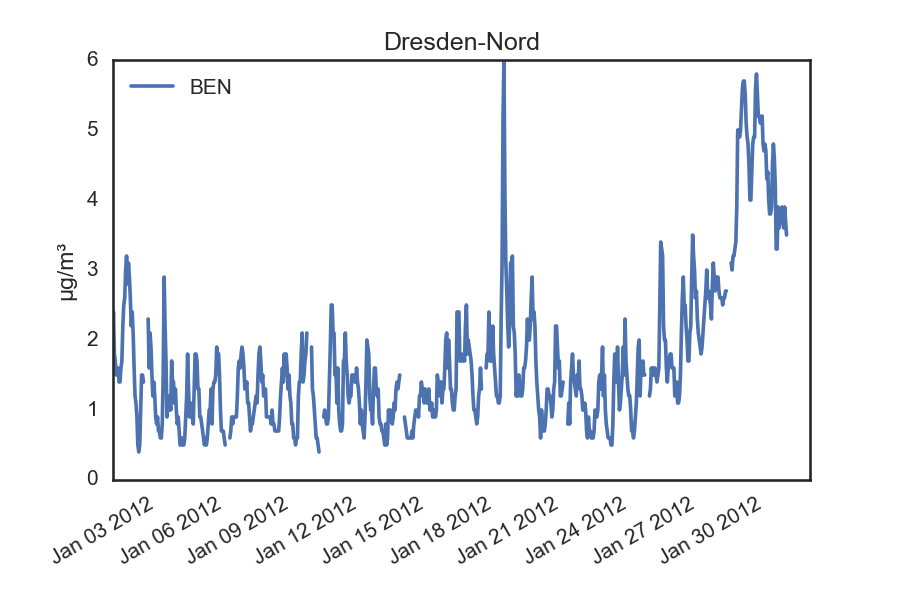 Dresden-Nord
BEN
µg/m³
6
5
4
3
2
1
0
Jan 03 2012
Jan 06 2012
Jan 09 2012
Jan 12 2012
Jan 15 2012
Jan 18 2012
Jan 21 2012
Jan 24 2012
Jan 27 2012
Jan 30 2012